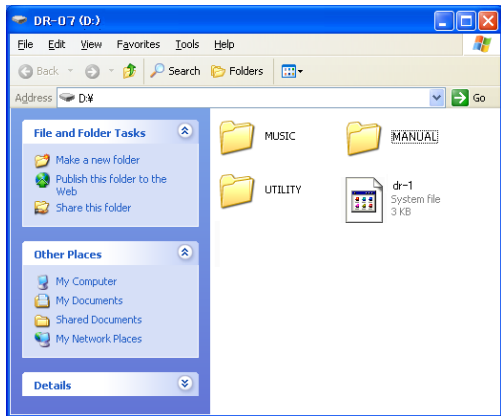 DR-07 (D:)
File Edit View Favorites Tools Help
Back Search Folders
Address D:¥ Go
File and Folder Tasks
Make a new folder
Publish this folder to the
Web
Share this folder
Other Places
My Computer
My Documents
Shared Documents
My Network Places
Details
MUSIC
MANUAL
UTILITY
dr-1
System file
3 KB